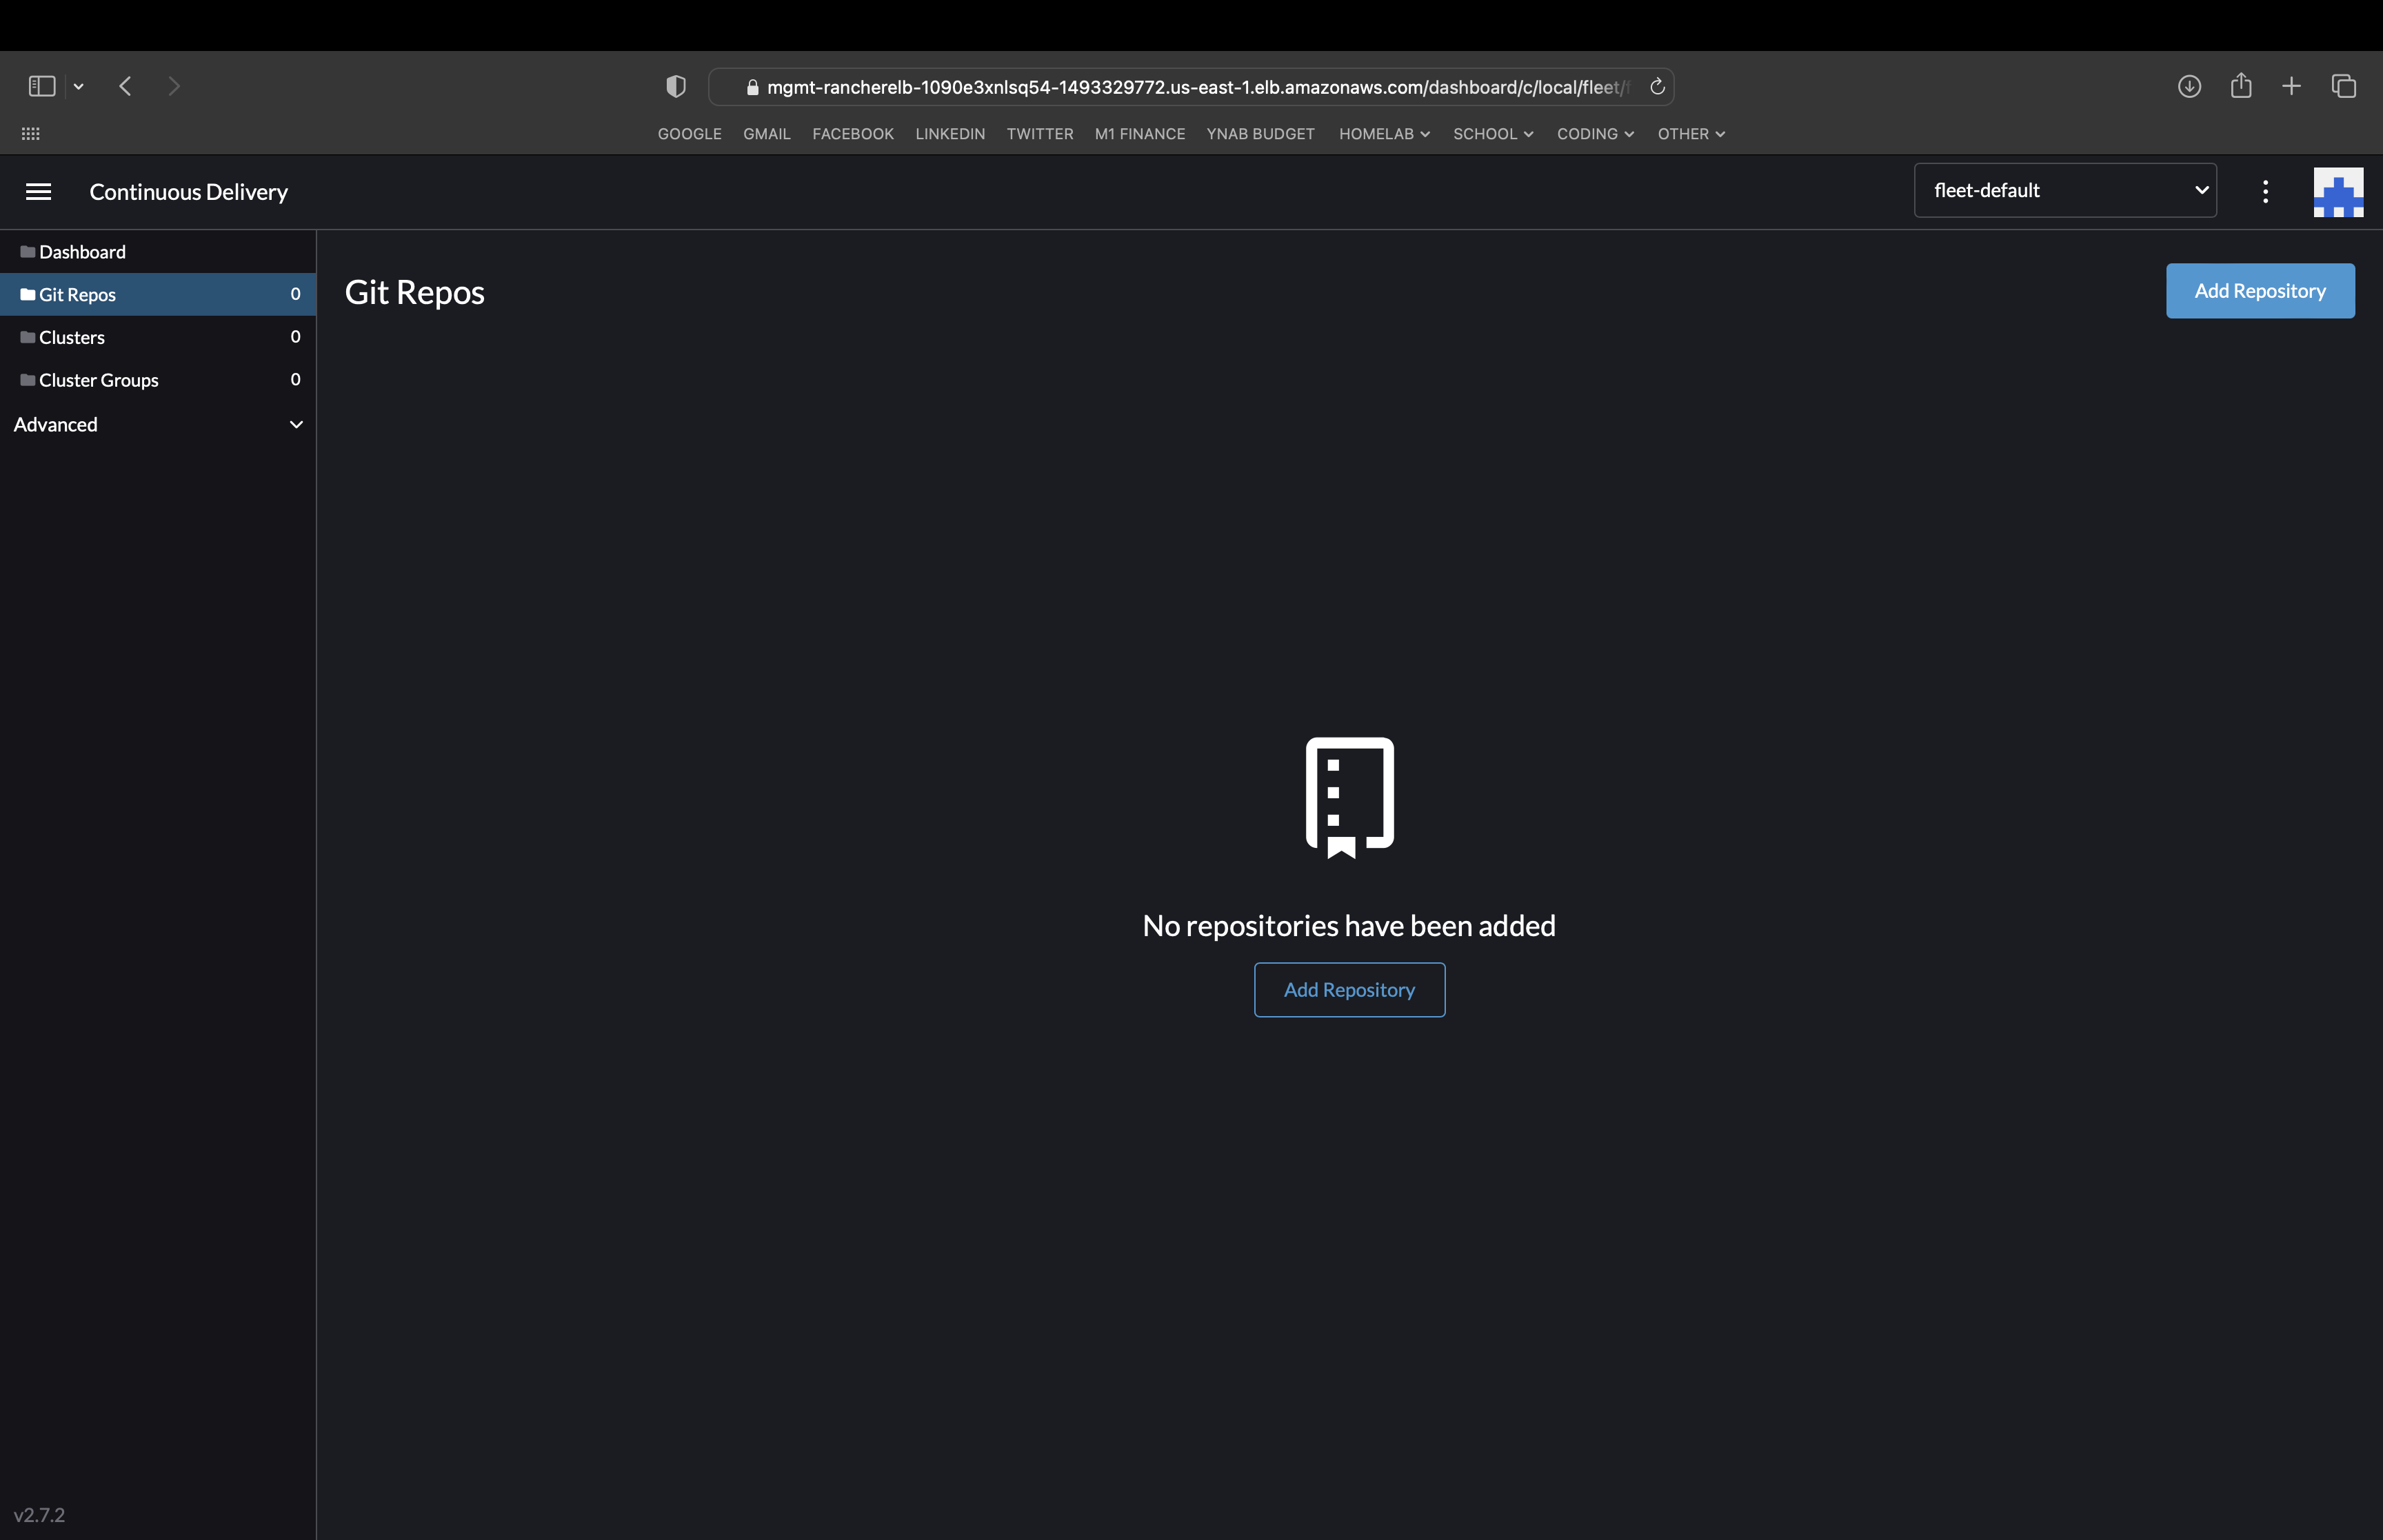 mgmt-rancherelb-1090e3xnlsq54-1493329772.us-east-1.elb.amazonaws.com/dashboard/c/local/fleet/
GOOGLE GMAIL FACEBOOK LINKEDIN TWITTER M1 FINANCE YNAB BUDGET HOMELAB SCHOOL CODING OTHER
Continuous Delivery
fleet-default
Dashboard
Git Repos 0
Clusters 0
Cluster Groups 0
Advanced
Git Repos
Add Repository
No repositories have been added
Add Repository
v2.7.2